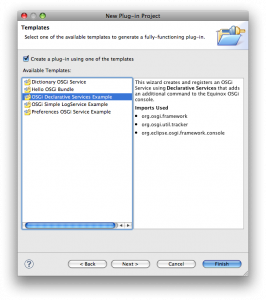 New Plug-in Project
Templates
Select one of the available templates to generate a fully-functioning plug-in.
Create a plug-in using one of the templates
Available Templates:
Dictionary OSGi Service
Hello OSGi Bundle
OSGi Declarative Services Example
OSGi Simple LogService Example
Preferences OSGi Service Example
This wizard creates and registers an OSGi
Service using Declarative Services that adds
an additional command to the Equinox OSGi
console.
Imports Used
• org.osgi.framework
• org.osgi.util.tracker
• org.eclipse.osgi.framework.console
?
< Back
Next >
Cancel
Finish